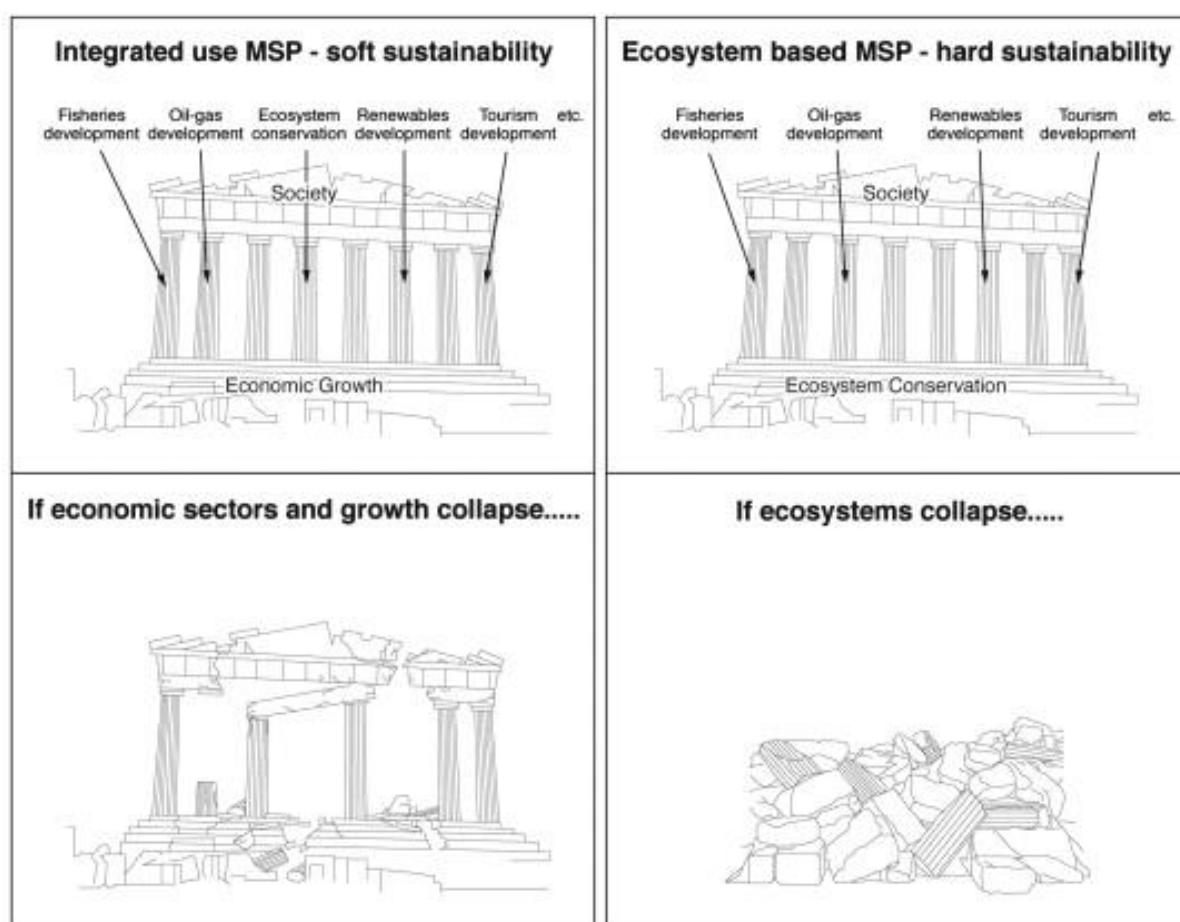 Integrated use MSP - soft sustainability
Fisheries development
Oil-gas development
Ecosystem conservation
Renewables development
Tourism development
etc.
Society
Economic Growth
Ecosystem based MSP - hard sustainability
Fisheries development
Oil-gas development
Renewables development
Tourism development
etc.
Society
Ecosystem Conservation
If economic sectors and growth collapse.....
If ecosystems collapse.....